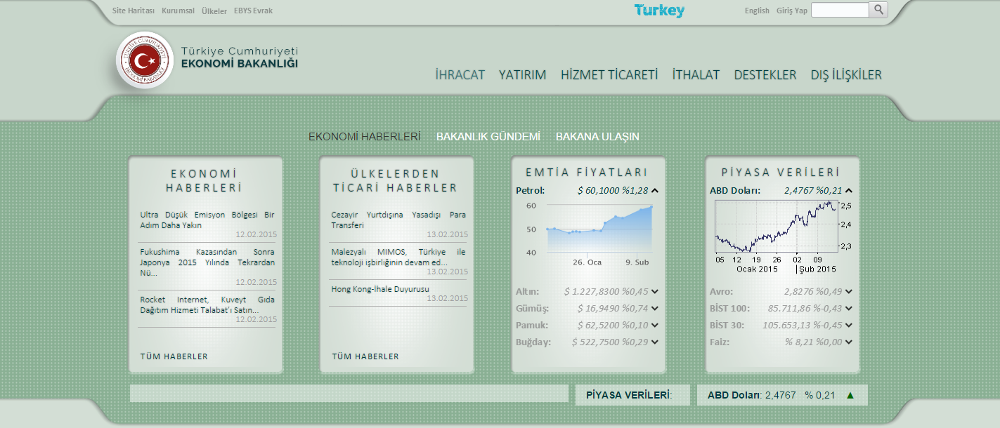 Site Haritası Kurumsal Ülkeler EBYS Evrak
Turkey
English Giriş Yap
Türkiye Cumhuriyeti
EKONOMİ BAKANLIĞI
TÜRKİYE CUMHURİYETİ
EKONOMİ BAKANLIĞI
İHRACAT YATIRIM HİZMET TİCARETİ İTHALAT DESTEKLER DIŞ İLİŞKİLER
EKONOMİ HABERLERİ BAKANLIK GÜNDEMİ BAKANA ULAŞIN
EKONOMİ
HABERLERİ
Ultra Düşük Emisyon Bölgesi Bir
Adım Daha Yakın
12.02.2015
Fukushima Kazasından Sonra
Japonya 2015 Yılında Tekrardan
Nü...
12.02.2015
Rocket Internet, Kuveyt Gıda
Dağıtım Hizmeti Talabat'ı Satın...
12.02.2015
TÜM HABERLER
ÜLKELERDEN
TİCARİ HABERLER
Cezayir Yurtdışına Yasadışı Para
Transferi
13.02.2015
Malezyalı MIMOS, Türkiye ile
teknoloji işbirliğinin devam ed...
13.02.2015
Hong Kong-İhale Duyurusu
13.02.2015
TÜM HABERLER
EMTİA FİYATLARI
Petrol: $ 60,1000 %1,28
60
50
40
26. Oca 9. Şub
Altın: $ 1.227,8300 %0,45
Gümüş: $ 16,9490 %0,74
Pamuk: $ 62,5200 %0,10
Buğday: $ 522,7500 %0,29
PİYASA VERİLERİ
ABD Doları: 2,4767 %0,21
2,5
2,4
2,3
05 12 19 26 02 09
Ocak 2015 Şub 2015
Avro: 2,8276 %0,49
BİST 100: 85.711,86 %-0,43
BİST 30: 105.653,13 %-0,45
Faiz: % 8,21 %0,00
PİYASA VERİLERİ: ABD Doları: 2,4767 % 0,21 ▲